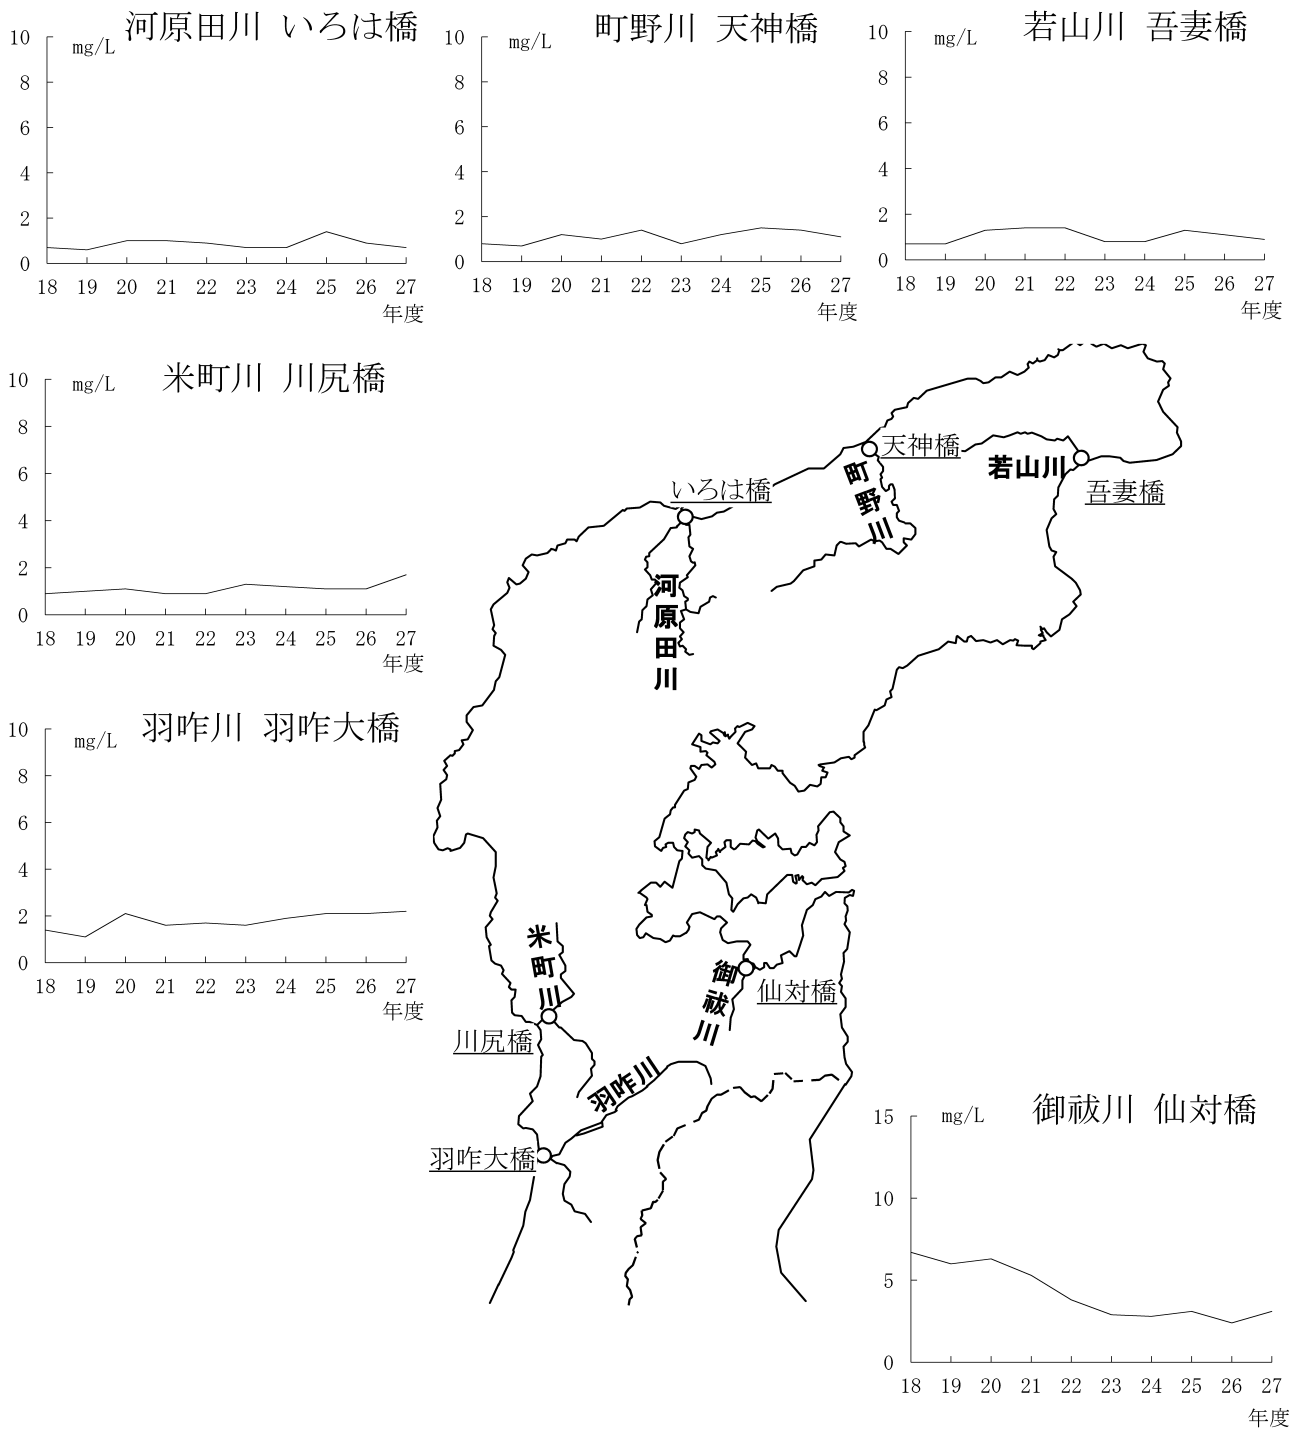 河原田川 いろは橋
mg/L
10
8
6
4
2
0
18 19 20 21 22 23 24 25 26 27
年度
町野川 天神橋
mg/L
10
8
6
4
2
0
18 19 20 21 22 23 24 25 26 27
年度
若山川 吾妻橋
mg/L
10
8
6
4
2
0
18 19 20 21 22 23 24 25 26 27
年度
米町川 川尻橋
mg/L
10
8
6
4
2
0
18 19 20 21 22 23 24 25 26 27
年度
羽咋川 羽咋大橋
mg/L
10
8
6
4
2
0
18 19 20 21 22 23 24 25 26 27
年度
天神橋
町野川
若山川
吾妻橋
いろは橋
河原田川
米町川
川尻橋
御祓川
仙対橋
羽咋川
羽咋大橋
御祓川 仙対橋
mg/L
15
10
5
0
18 19 20 21 22 23 24 25 26 27
年度